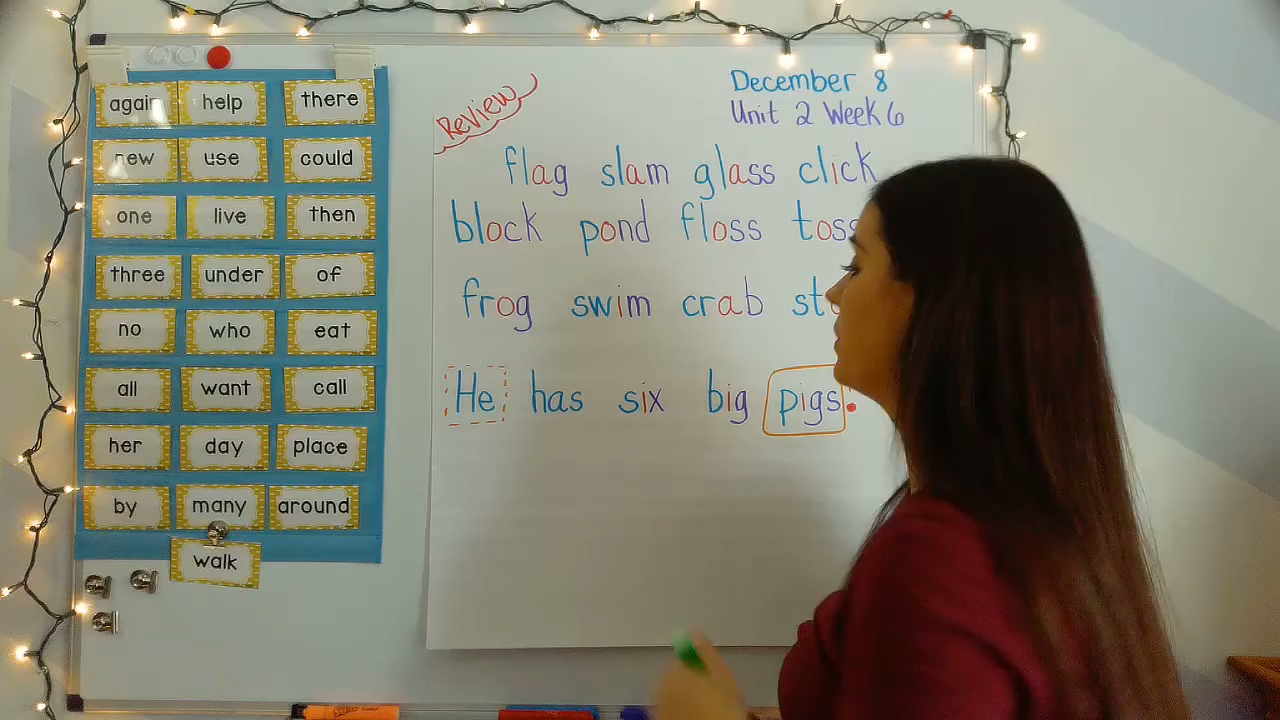 again help there
new use could
one live then
three under of
no who eat
all want call
her day place
by many around
walk
Review
December 8
Unit 2 Week 6
flag slam glass click
block pond floss toss
frog swim crab
He has six big pigs.